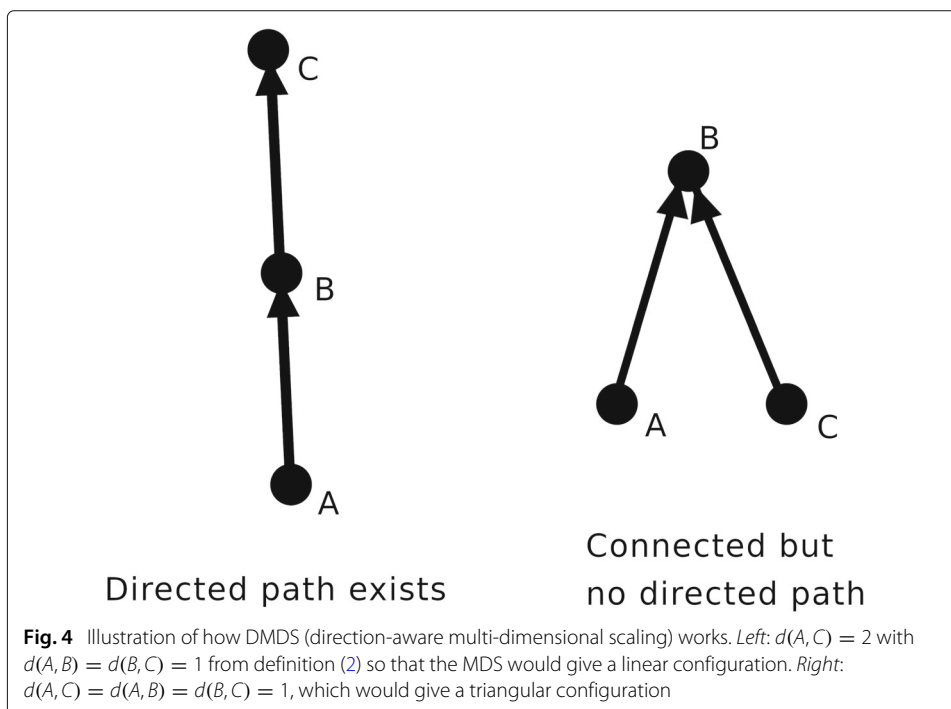 C
B
A
Directed path exists
B
A
C
Connected but
no directed path
Fig. 4 Illustration of how DMDS (direction-aware multi-dimensional scaling) works. Left: d(A, C) = 2 with
d(A, B) = d(B, C) = 1 from definition (2) so that the MDS would give a linear configuration. Right:
d(A, C) = d(A, B) = d(B, C) = 1, which would give a triangular configuration